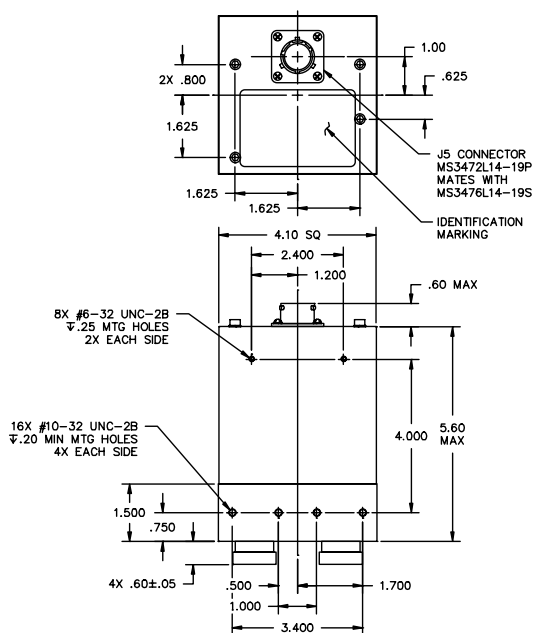 1.00
2X .800
.625
1.625
J5 CONNECTOR
MS3472L14-19P
MATES WITH
MS3476L14-19S
1.625
1.625
IDENTIFICATION
MARKING
4.10 SQ
2.400
1.200
.60 MAX
8X #6-32 UNC-2B
↧.25 MTG HOLES
2X EACH SIDE
16X #10-32 UNC-2B
↧.20 MIN MTG HOLES
4X EACH SIDE
4.000
5.60
MAX
1.500
.750
4X .60±.05
.500
1.700
1.000
3.400